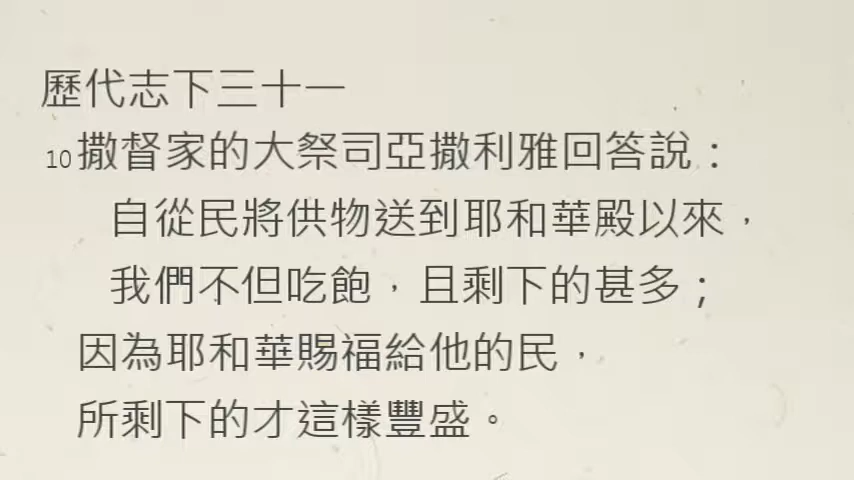 歷代志下三十一
10 撒督家的大祭司亞撒利雅回答說：
自從民將供物送到耶和華殿以來，
我們不但吃飽，且剩下的甚多；
因為耶和華賜福給他的民，
所剩下的才這樣豐盛。